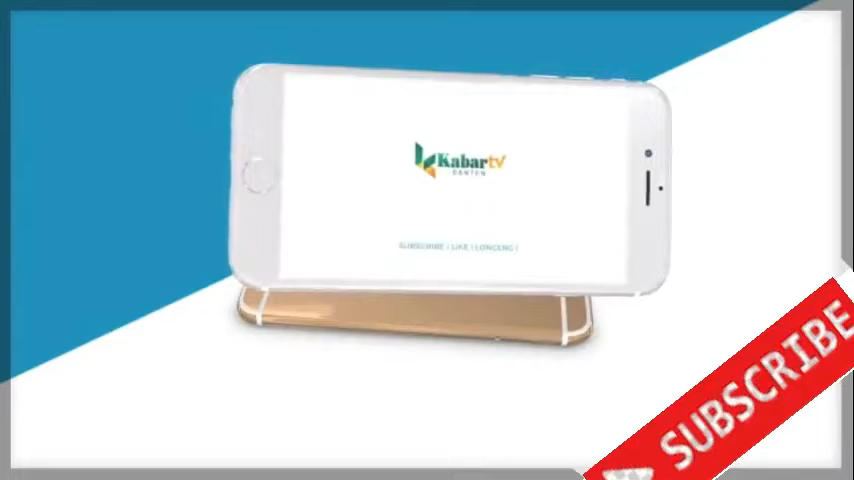 Kabartv
BANTEN
SUBSCRIBE | LIKE | LONCENG |
SUBSCRIBE